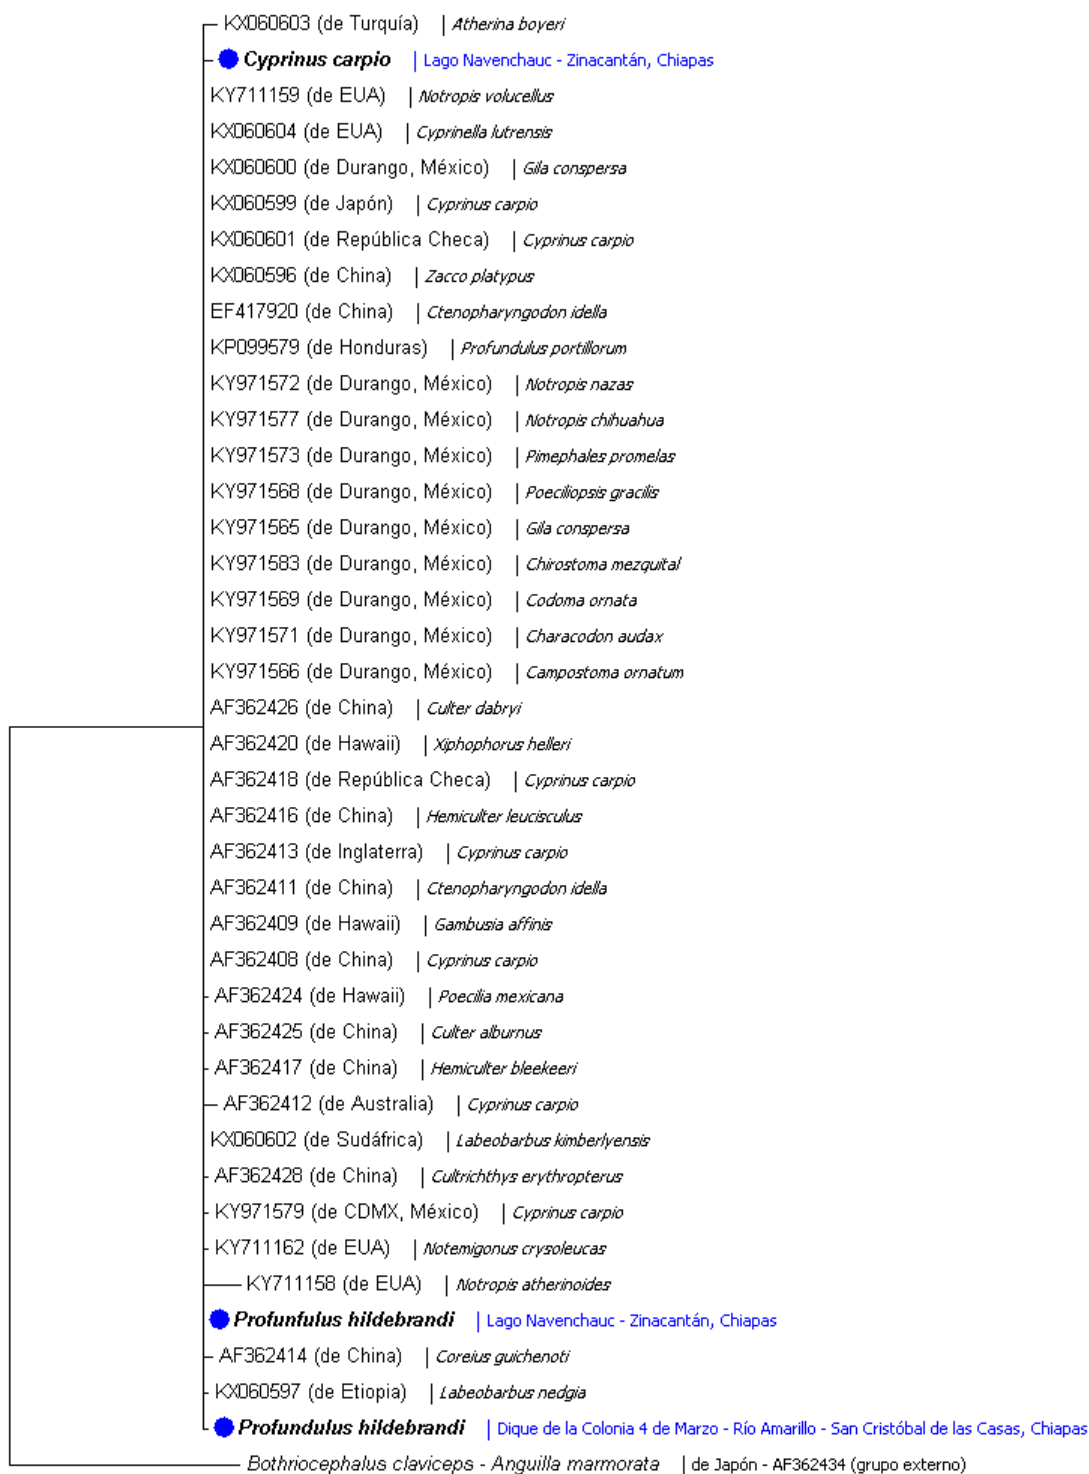 KX060603 (de Turquía) | Atherina boyeri
Cyprinus carpio | Lago Navenchauc - Zinacantán, Chiapas
KY711159 (de EUA) | Notropis volucellus
KX060604 (de EUA) | Cyprinella lutrensis
KX060600 (de Durango, México) | Gila conspersa
KX060599 (de Japón) | Cyprinus carpio
KX060601 (de República Checa) | Cyprinus carpio
KX060596 (de China) | Zacco platypus
EF417920 (de China) | Ctenopharyngodon idella
KP099579 (de Honduras) | Profundulus portillorum
KY971572 (de Durango, México) | Notropis nazas
KY971577 (de Durango, México) | Notropis chihuahua
KY971573 (de Durango, México) | Pimephales promelas
KY971568 (de Durango, México) | Poeciliopsis gracilis
KY971565 (de Durango, México) | Gila conspersa
KY971583 (de Durango, México) | Chirostoma mezquital
KY971569 (de Durango, México) | Codoma ornata
KY971571 (de Durango, México) | Characodon audax
KY971566 (de Durango, México) | Campostoma ornatum
AF362426 (de China) | Culter dabryi
AF362420 (de Hawaii) | Xiphophorus helleri
AF362418 (de República Checa) | Cyprinus carpio
AF362416 (de China) | Hemiculter leucisculus
AF362413 (de Inglaterra) | Cyprinus carpio
AF362411 (de China) | Ctenopharyngodon idella
AF362409 (de Hawaii) | Gambusia affinis
AF362408 (de China) | Cyprinus carpio
AF362424 (de Hawaii) | Poecilia mexicana
AF362425 (de China) | Culter alburnus
AF362417 (de China) | Hemiculter bleekeeri
AF362412 (de Australia) | Cyprinus carpio
KX060602 (de Sudáfrica) | Labeobarbus kimberlyensis
AF362428 (de China) | Cultrichthys erythropterus
KY971579 (de CDMX, México) | Cyprinus carpio
KY711162 (de EUA) | Notemigonus crysoleucas
KY711158 (de EUA) | Notropis atherinoides
Profunfulus hildebrandi | Lago Navenchauc - Zinacantán, Chiapas
AF362414 (de China) | Coreius guichenoti
KX060597 (de Etiopia) | Labeobarbus nedgia
Profundulus hildebrandi | Dique de la Colonia 4 de Marzo - Río Amarillo - San Cristóbal de las Casas, Chiapas
Bothriocephalus claviceps - Anguilla marmorata | de Japón - AF362434 (grupo externo)